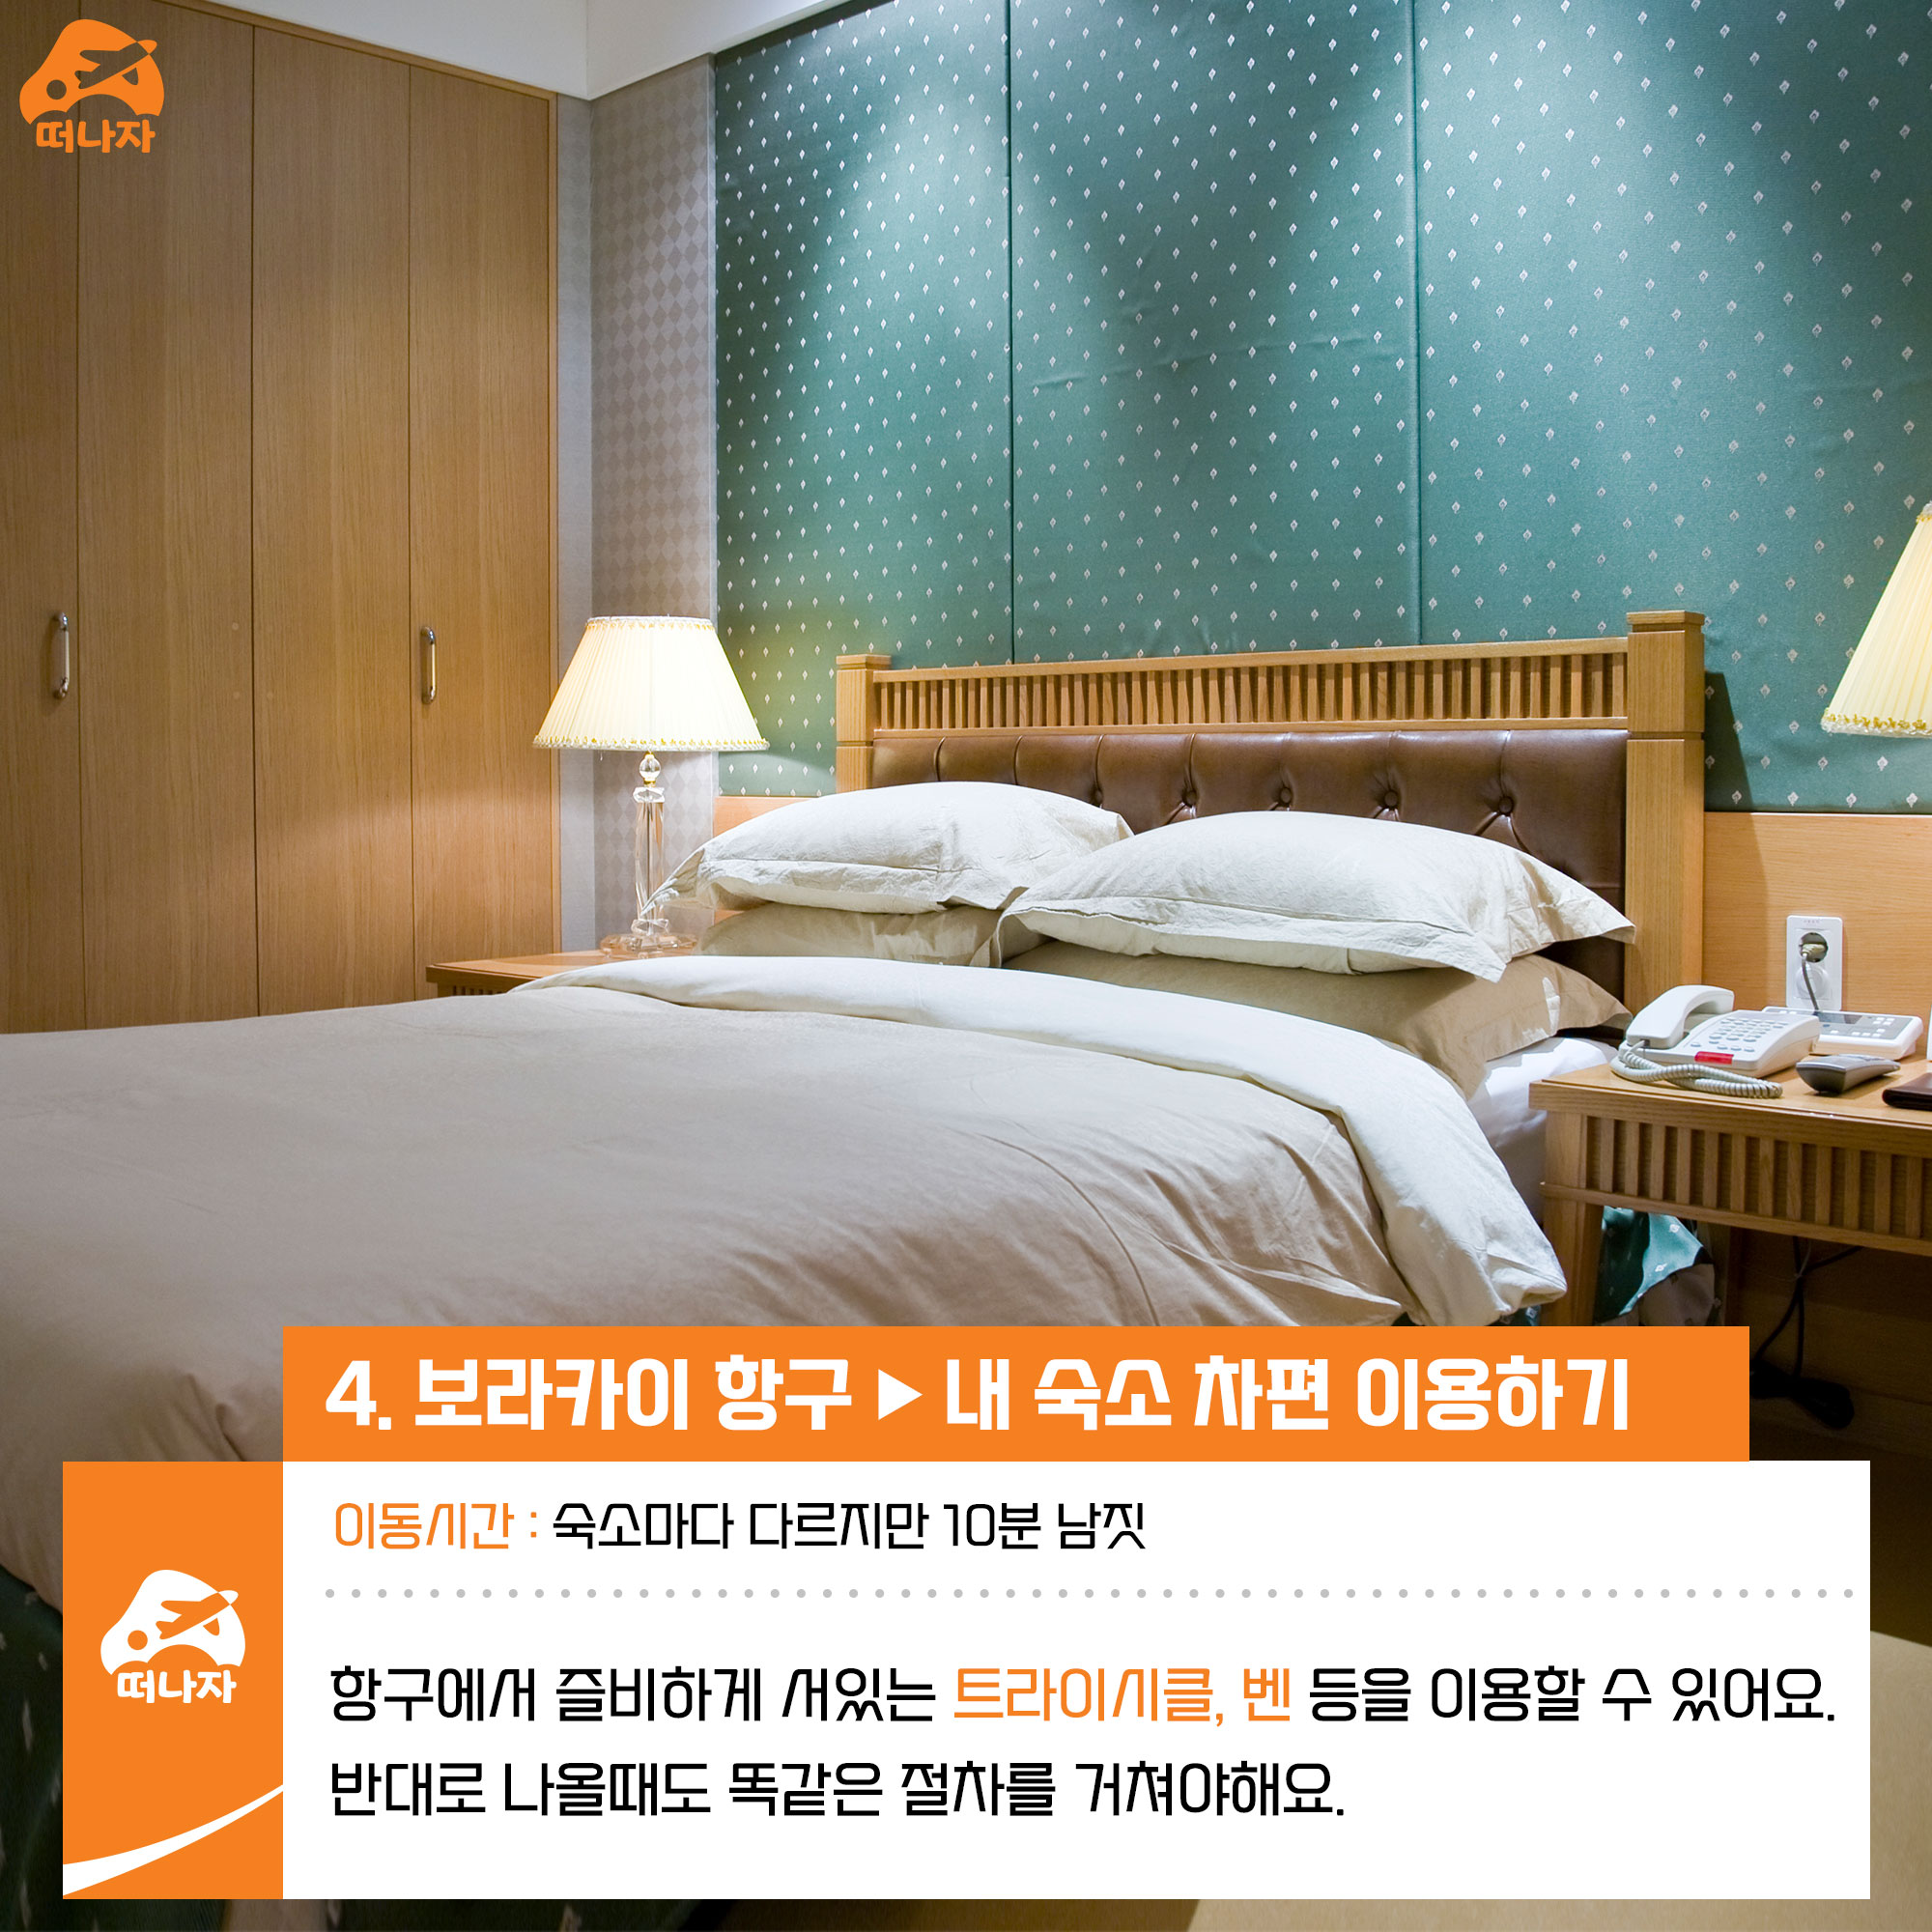 떠나자
4. 보라카이 항구 ▶ 내 숙소 차편 이용하기
이동시간 : 숙소마다 다르지만 10분 남짓
떠나자
항구에서 즐비하게 서있는 트라이시클, 벤 등을 이용할 수 있어요.
반대로 나올때도 똑같은 절차를 거쳐야해요.